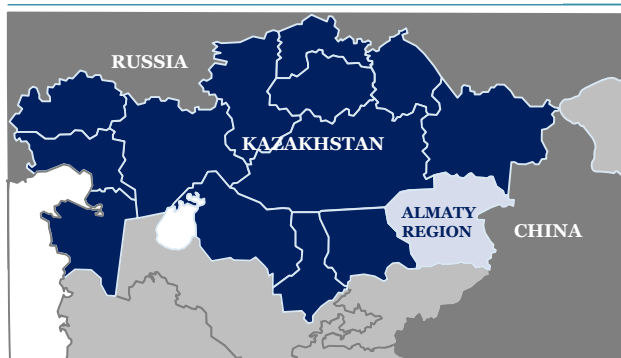 RUSSIA
KAZAKHSTAN
ALMATY
REGION
CHINA